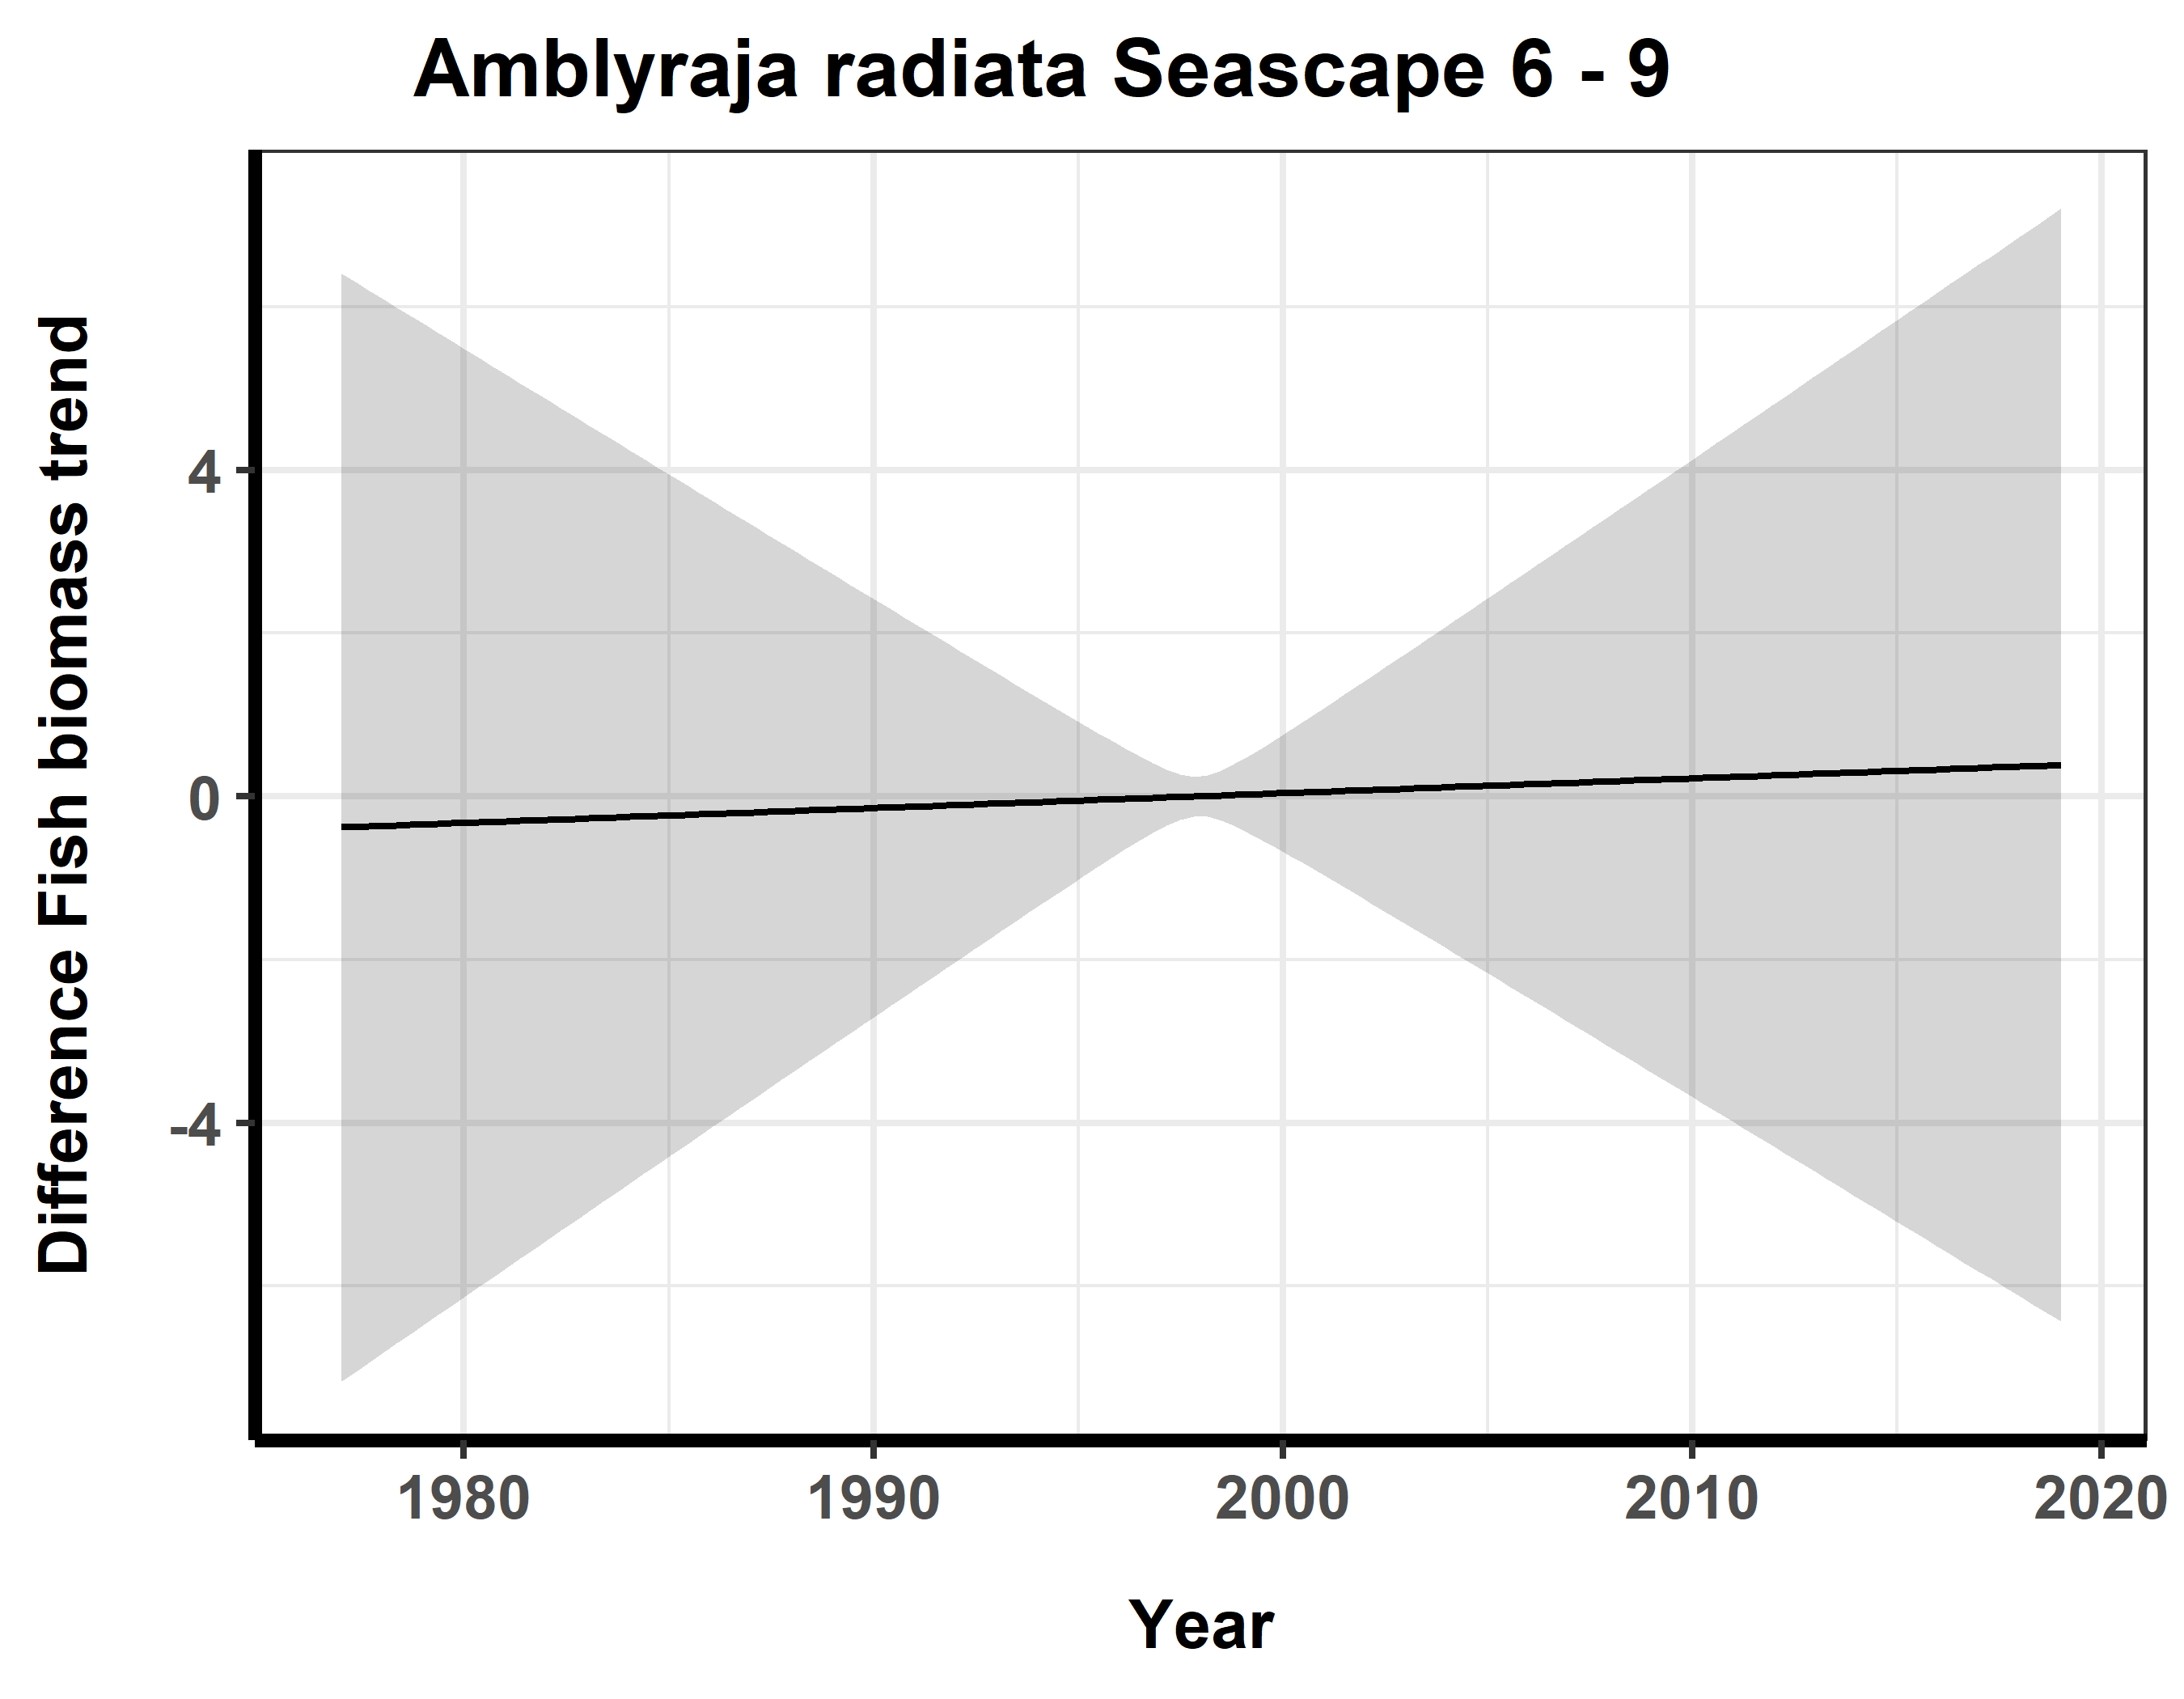 Amblyraja radiata Seascape 6 - 9
Difference Fish biomass trend
4
0
-4
1980 1990 2000 2010 2020
Year